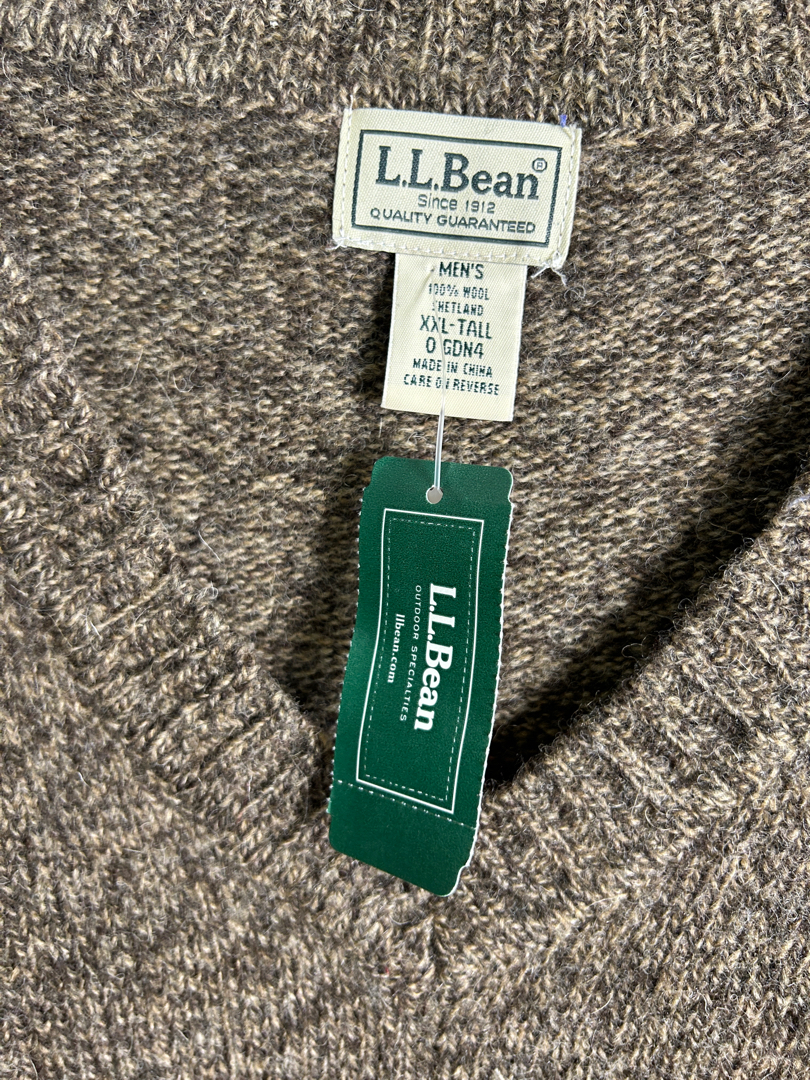 L.L.Bean®
Since 1912
QUALITY GUARANTEED
MEN'S
100% WOOL
SHETLAND
XXL-TALL
0 GDN4
MADE IN CHINA
CARE ON REVERSE
L.L.Bean
OUTDOOR SPECIALTIES
llbean.com